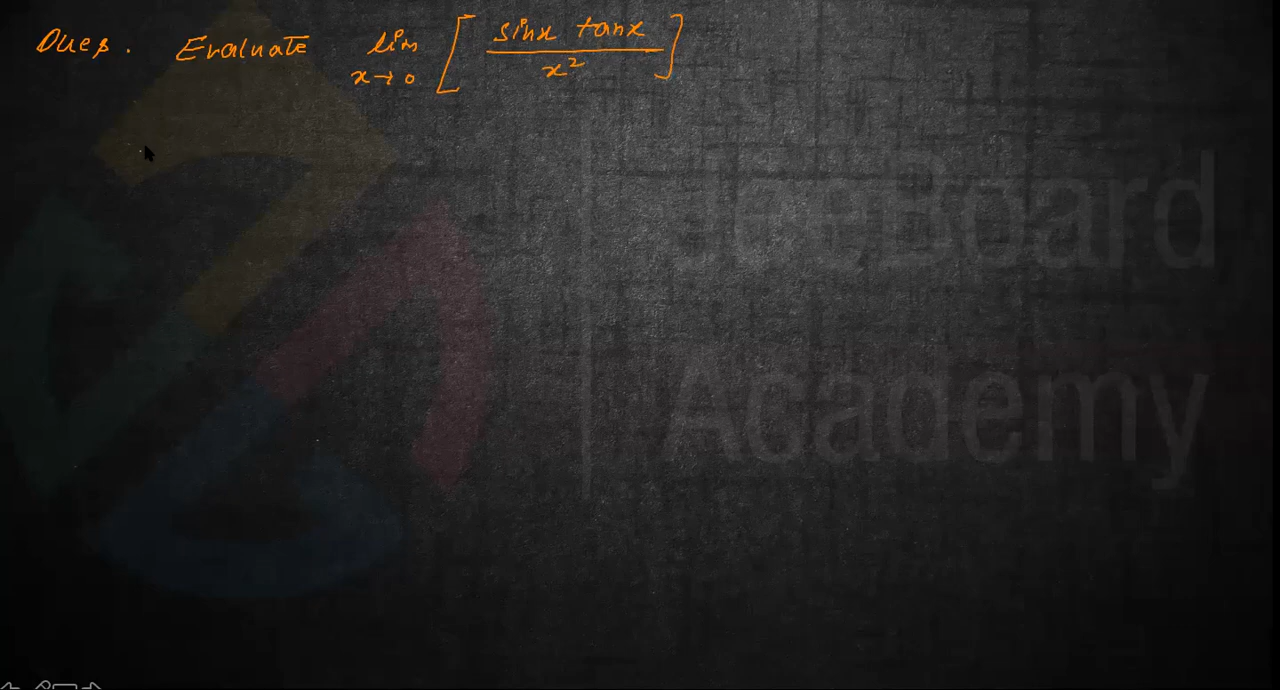 Ques. Evaluate lim x→0 [ sinx tanx / x² ]
JeeBoard
Academy